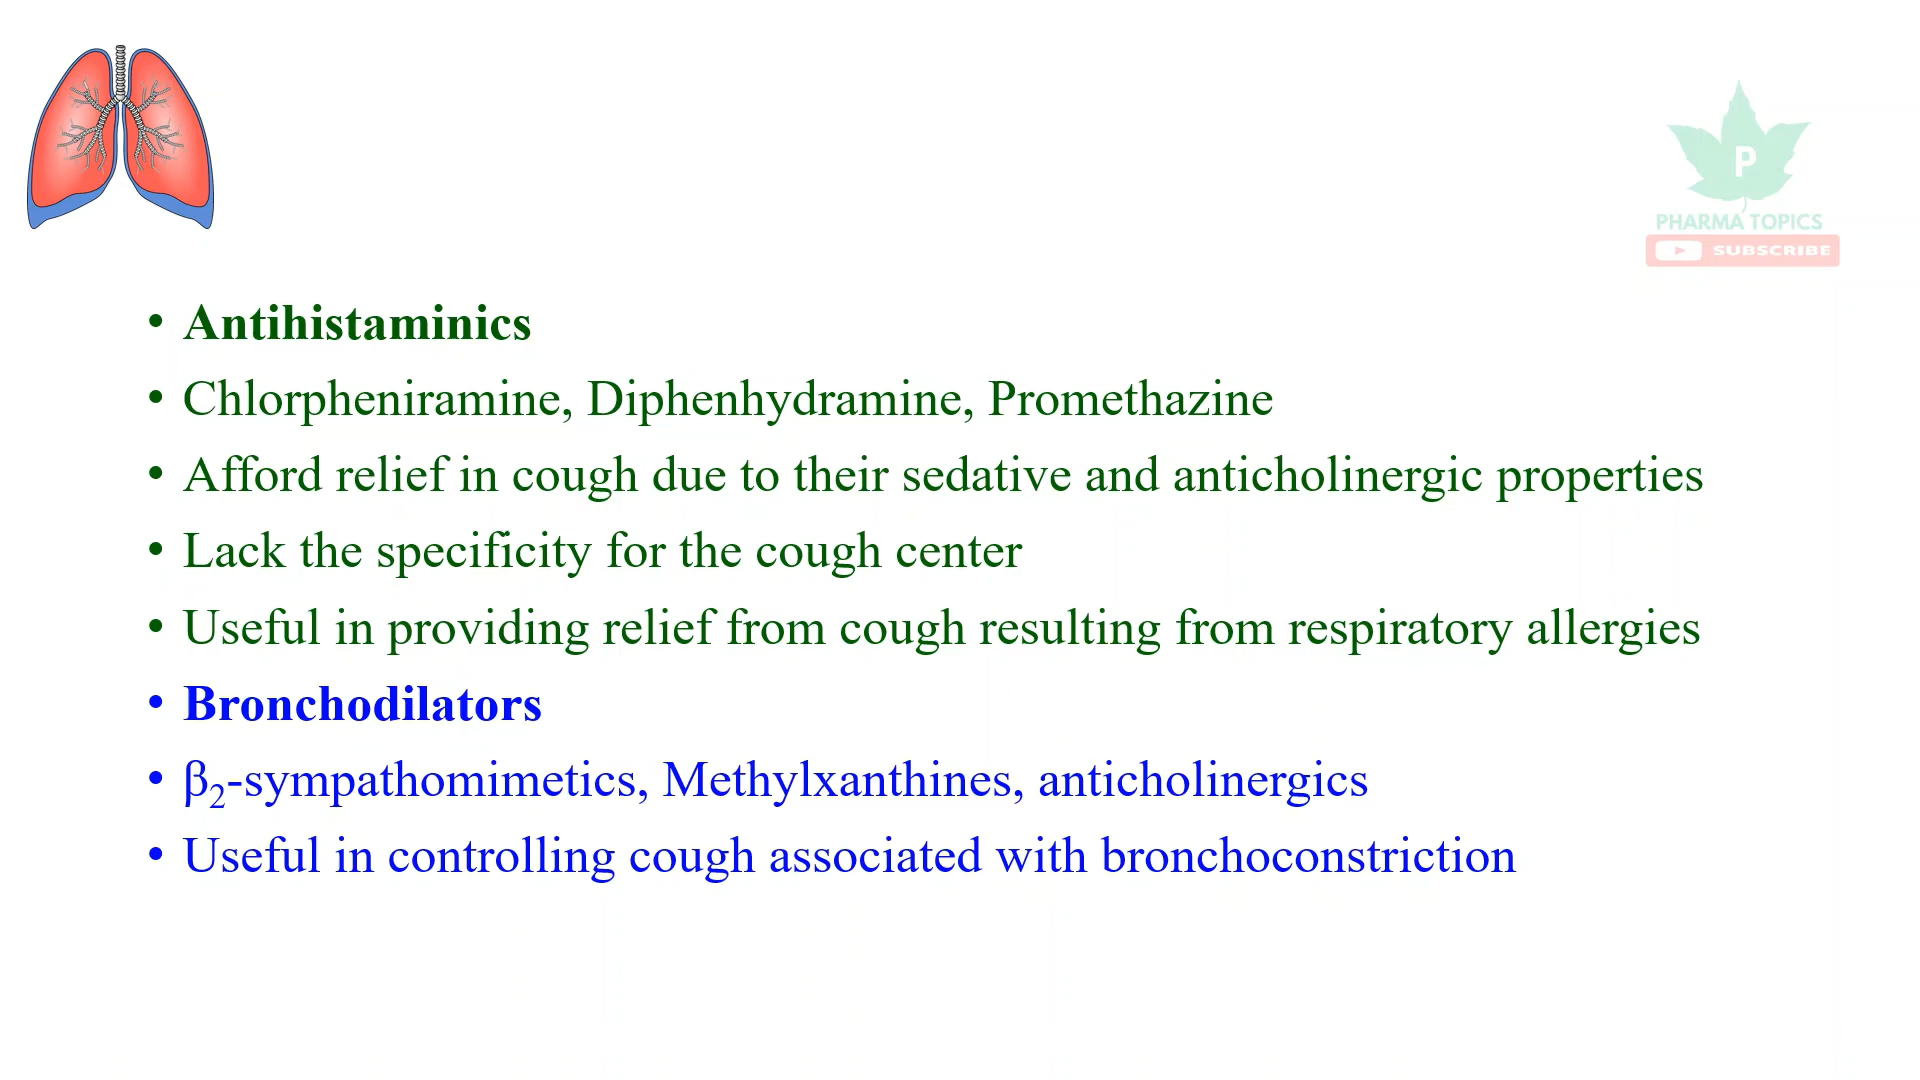 P
PHARMA TOPICS
SUBSCRIBE
• Antihistaminics
• Chlorpheniramine, Diphenhydramine, Promethazine
• Afford relief in cough due to their sedative and anticholinergic properties
• Lack the specificity for the cough center
• Useful in providing relief from cough resulting from respiratory allergies
• Bronchodilators
• β₂-sympathomimetics, Methylxanthines, anticholinergics
• Useful in controlling cough associated with bronchoconstriction